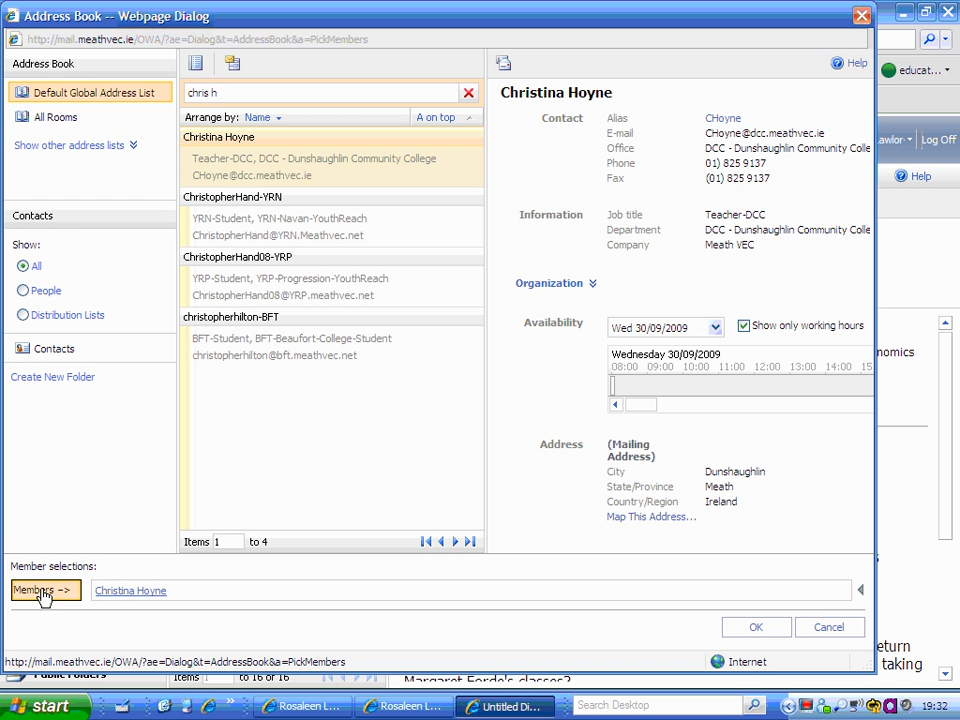 Address Book -- Webpage Dialog
http://mail.meathvec.ie/OWA/?ae=Dialog&t=AddressBook&a=PickMembers
Address Book
Default Global Address List
All Rooms
Show other address lists
Contacts
Show:
All
People
Distribution Lists
Contacts
Create New Folder
chris h
Arrange by: Name
A on top
Christina Hoyne
Teacher-DCC, DCC - Dunshaughlin Community College
CHoyne@dcc.meathvec.ie
ChristopherHand-YRN
YRN-Student, YRN-Navan-YouthReach
ChristopherHand@YRN.Meathvec.net
ChristopherHand08-YRP
YRP-Student, YRP-Progression-YouthReach
ChristopherHand08@YRP.meathvec.net
christopherhilton-BFT
BFT-Student, BFT-Beaufort-College-Student
christopherhilton@bft.meathvec.net
Items 1 to 4
Help
Christina Hoyne
Contact
Alias CHoyne
E-mail CHoyne@dcc.meathvec.ie
Office DCC - Dunshaughlin Community Colle
Phone 01) 825 9137
Fax (01) 825 9137
Information
Job title Teacher-DCC
Department DCC - Dunshaughlin Community Colle
Company Meath VEC
Organization
Availability
Wed 30/09/2009
Show only working hours
Wednesday 30/09/2009
08:00 09:00 10:00 11:00 12:00 13:00 14:00 15
Address
(Mailing
Address)
City Dunshaughlin
State/Province Meath
Country/Region Ireland
Map This Address...
Member selections:
Members ->
Christina Hoyne
OK
Cancel
http://mail.meathvec.ie/OWA/?ae=Dialog&t=AddressBook&a=PickMembers
Internet
educat...
awlor
Log Off
Help
nomics
eturn
taking
to 16 of 16
start
Rosaleen L...
Rosaleen L...
Untitled Di...
Search Desktop
19:32